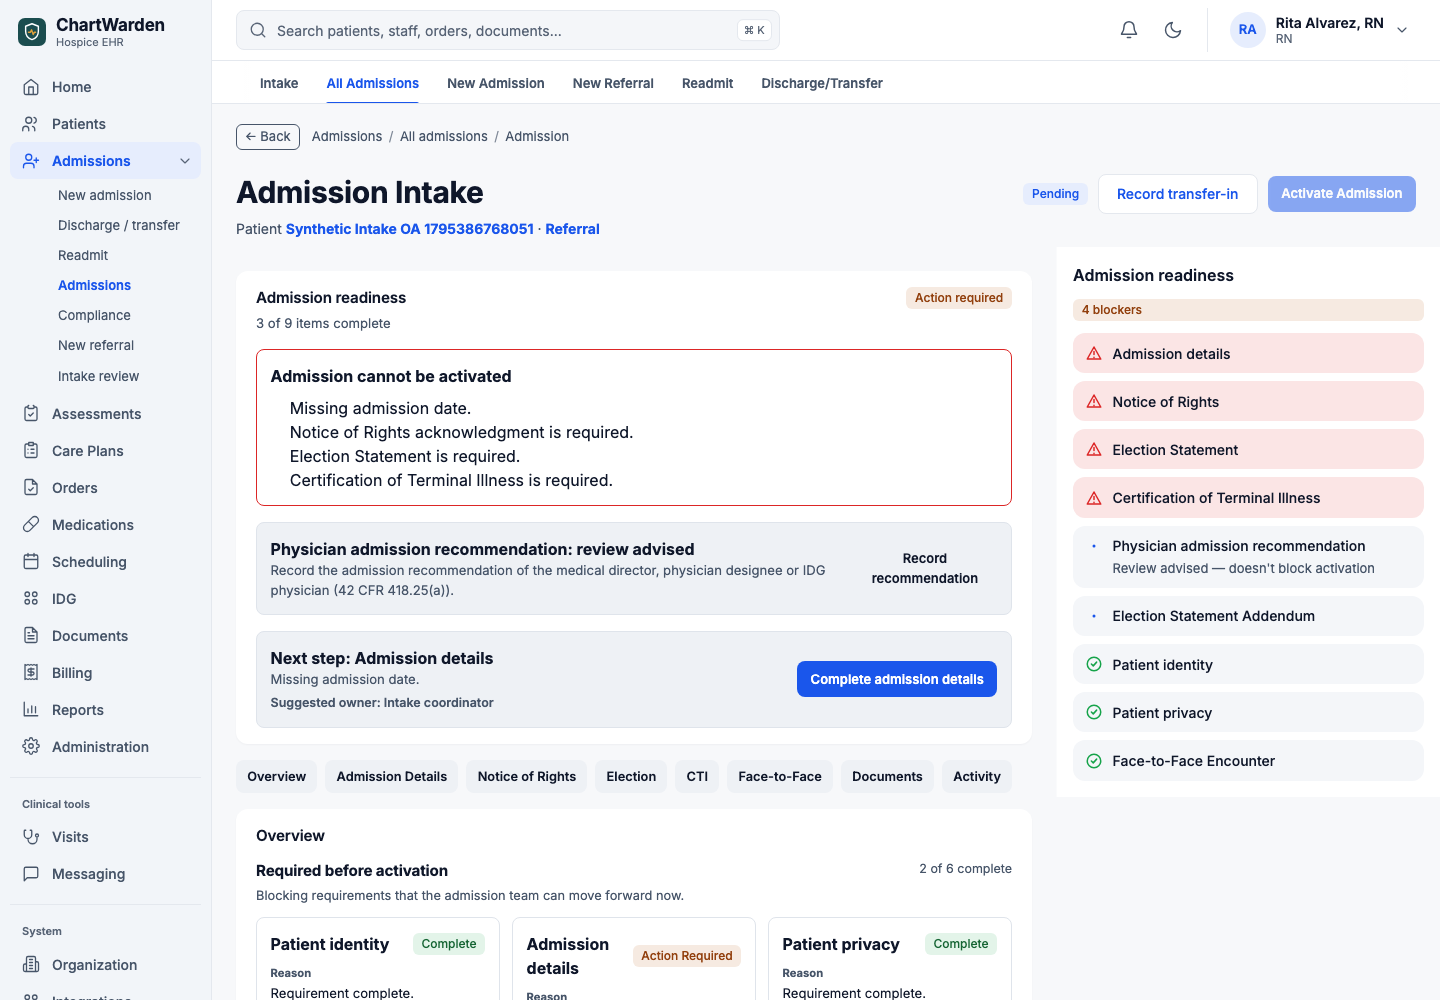 ChartWarden
Hospice EHR
Search patients, staff, orders, documents...
⌘ K
RA
Rita Alvarez, RN
RN
Home
Patients
Admissions
New admission
Discharge / transfer
Readmit
Admissions
Compliance
New referral
Intake review
Assessments
Care Plans
Orders
Medications
Scheduling
IDG
Documents
Billing
Reports
Administration
Clinical tools
Visits
Messaging
System
Organization
Intake
All Admissions
New Admission
New Referral
Readmit
Discharge/Transfer
← Back
Admissions / All admissions / Admission
Admission Intake
Pending
Record transfer-in
Activate Admission
Patient Synthetic Intake OA 1795386768051 · Referral
Admission readiness
Action required
3 of 9 items complete
Admission cannot be activated
Missing admission date.
Notice of Rights acknowledgment is required.
Election Statement is required.
Certification of Terminal Illness is required.
Physician admission recommendation: review advised
Record the admission recommendation of the medical director, physician designee or IDG
physician (42 CFR 418.25(a)).
Record
recommendation
Next step: Admission details
Missing admission date.
Suggested owner: Intake coordinator
Complete admission details
Overview
Admission Details
Notice of Rights
Election
CTI
Face-to-Face
Documents
Activity
Overview
Required before activation
2 of 6 complete
Blocking requirements that the admission team can move forward now.
Patient identity
Complete
Reason
Requirement complete.
Admission
details
Action Required
Reason
Patient privacy
Complete
Reason
Requirement complete.
Admission readiness
4 blockers
Admission details
Notice of Rights
Election Statement
Certification of Terminal Illness
Physician admission recommendation
Review advised — doesn't block activation
Election Statement Addendum
Patient identity
Patient privacy
Face-to-Face Encounter